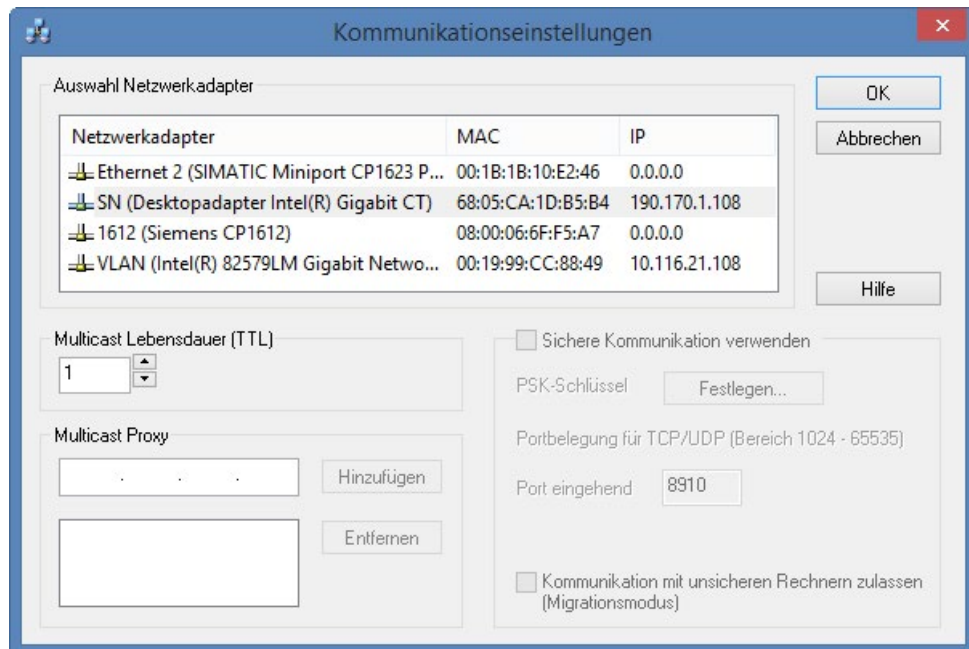 Kommunikationseinstellungen
Auswahl Netzwerkadapter
Netzwerkadapter MAC IP
Ethernet 2 (SIMATIC Miniport CP1623 P... 00:1B:1B:10:E2:46 0.0.0.0
SN (Desktopadapter Intel(R) Gigabit CT) 68:05:CA:1D:B5:B4 190.170.1.108
1612 (Siemens CP1612) 08:00:06:6F:F5:A7 0.0.0.0
VLAN (Intel(R) 82579LM Gigabit Netwo... 00:19:99:CC:88:49 10.116.21.108
OK
Abbrechen
Hilfe
Multicast Lebensdauer (TTL)
1
Multicast Proxy
. . .
Hinzufügen
Entfernen
Sichere Kommunikation verwenden
PSK-Schlüssel Festlegen...
Portbelegung für TCP/UDP (Bereich 1024 - 65535)
Port eingehend 8910
Kommunikation mit unsicheren Rechnern zulassen
(Migrationsmodus)